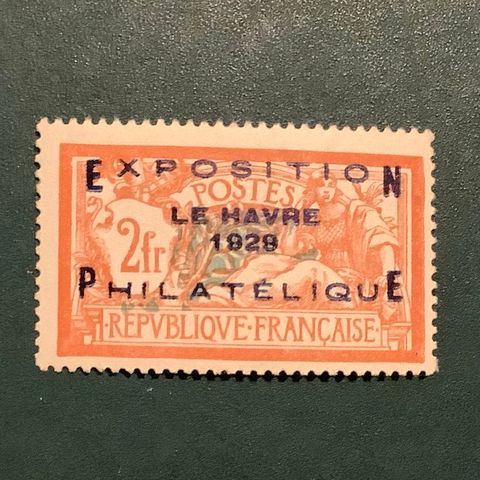 EXPOSITION
POSTES
LE HAVRE
2fr
1929
PHILATÉLIQUE
·REPVBLIQVE·FRANÇAISE·